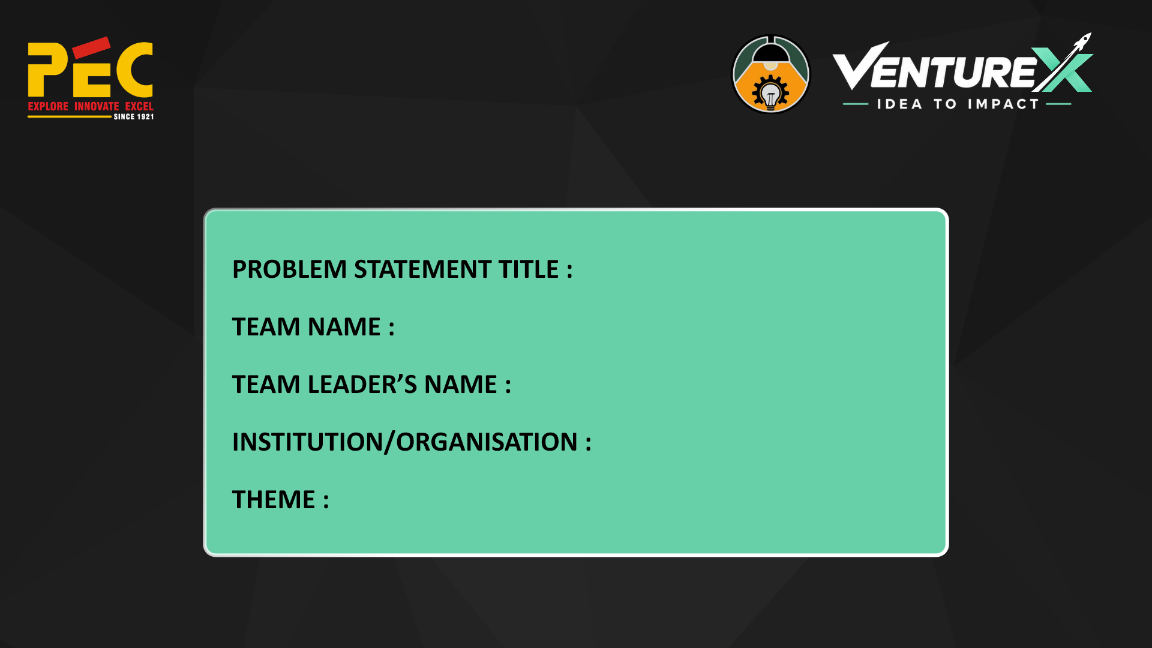 PEC
EXPLORE INNOVATE EXCEL
SINCE 1921
VENTUREX
IDEA TO IMPACT
PROBLEM STATEMENT TITLE :
TEAM NAME :
TEAM LEADER’S NAME :
INSTITUTION/ORGANISATION :
THEME :